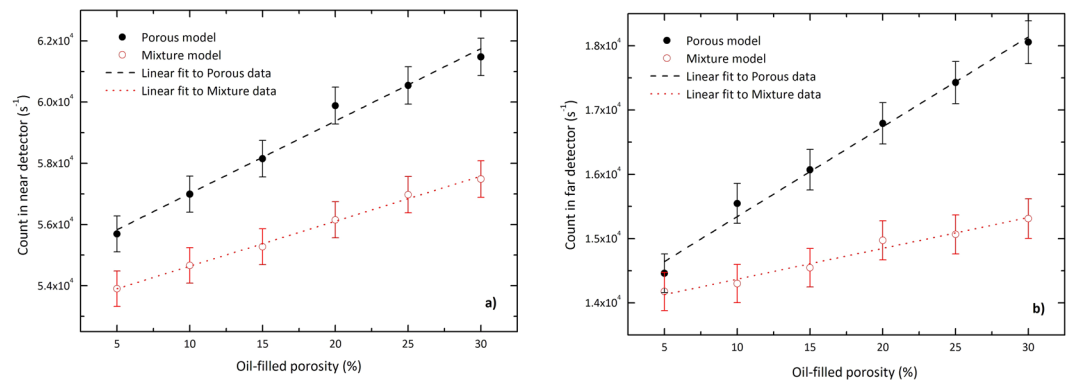 6.2x10⁴
6.0x10⁴
5.8x10⁴
5.6x10⁴
5.4x10⁴
Count in near detector (s⁻¹)
Porous model
Mixture model
Linear fit to Porous data
Linear fit to Mixture data
a)
5 10 15 20 25 30
Oil-filled porosity (%)
1.8x10⁴
1.7x10⁴
1.6x10⁴
1.5x10⁴
1.4x10⁴
Count in far detector (s⁻¹)
Porous model
Mixture model
Linear fit to Porous data
Linear fit to Mixture data
b)
5 10 15 20 25 30
Oil-filled porosity (%)